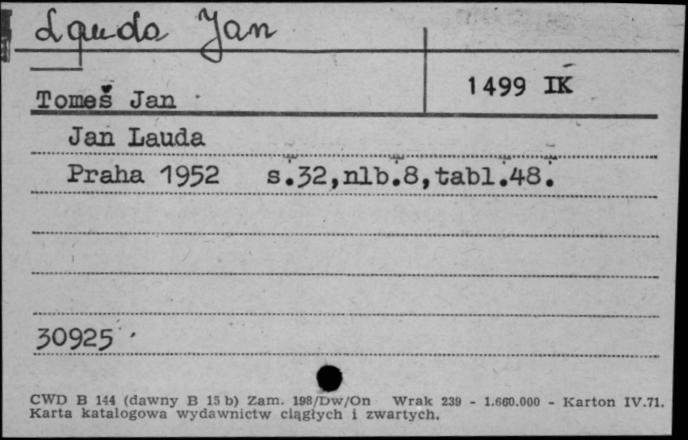 Lauda Jan
1499 IK
Tomeš Jan
Jan Lauda
Praha 1952 s.32,nlb.8,tabl.48.
30925
CWD B 144 (dawny B 15 b) Zam. 198/Dw/On Wrak 239 - 1.660.000 - Karton IV.71.
Karta katalogowa wydawnictw ciągłych i zwartych.